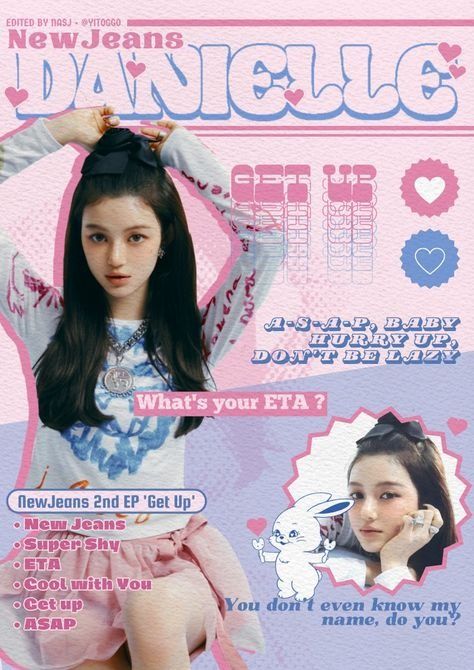 EDITED BY NASJ • @YITOGGO
NewJeans
DANIELLE
GET UP
A-S-A-P, BABY
HURRY UP,
DON'T BE LAZY
What's your ETA ?
NewJeans 2nd EP 'Get Up'
• New Jeans
• Super Shy
• ETA
• Cool with You
• Get up
• ASAP
You don't even know my
name, do you?